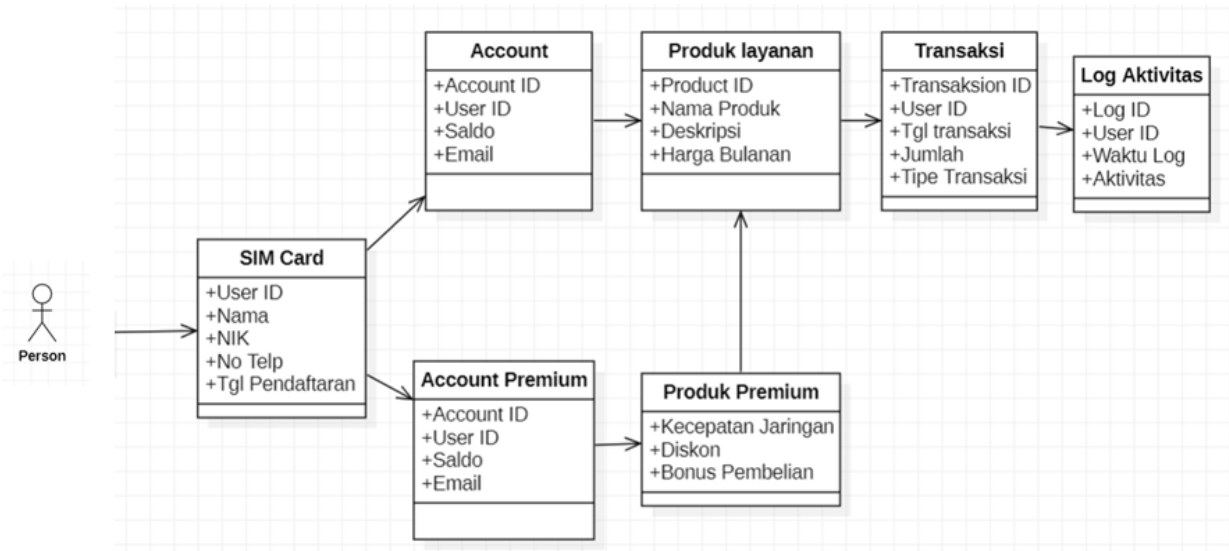 Account
+Account ID
+User ID
+Saldo
+Email
Produk layanan
+Product ID
+Nama Produk
+Deskripsi
+Harga Bulanan
Transaksi
+Transaksion ID
+User ID
+Tgl transaksi
+Jumlah
+Tipe Transaksi
Log Aktivitas
+Log ID
+User ID
+Waktu Log
+Aktivitas
SIM Card
+User ID
+Nama
+NIK
+No Telp
+Tgl Pendaftaran
Person
Account Premium
+Account ID
+User ID
+Saldo
+Email
Produk Premium
+Kecepatan Jaringan
+Diskon
+Bonus Pembelian